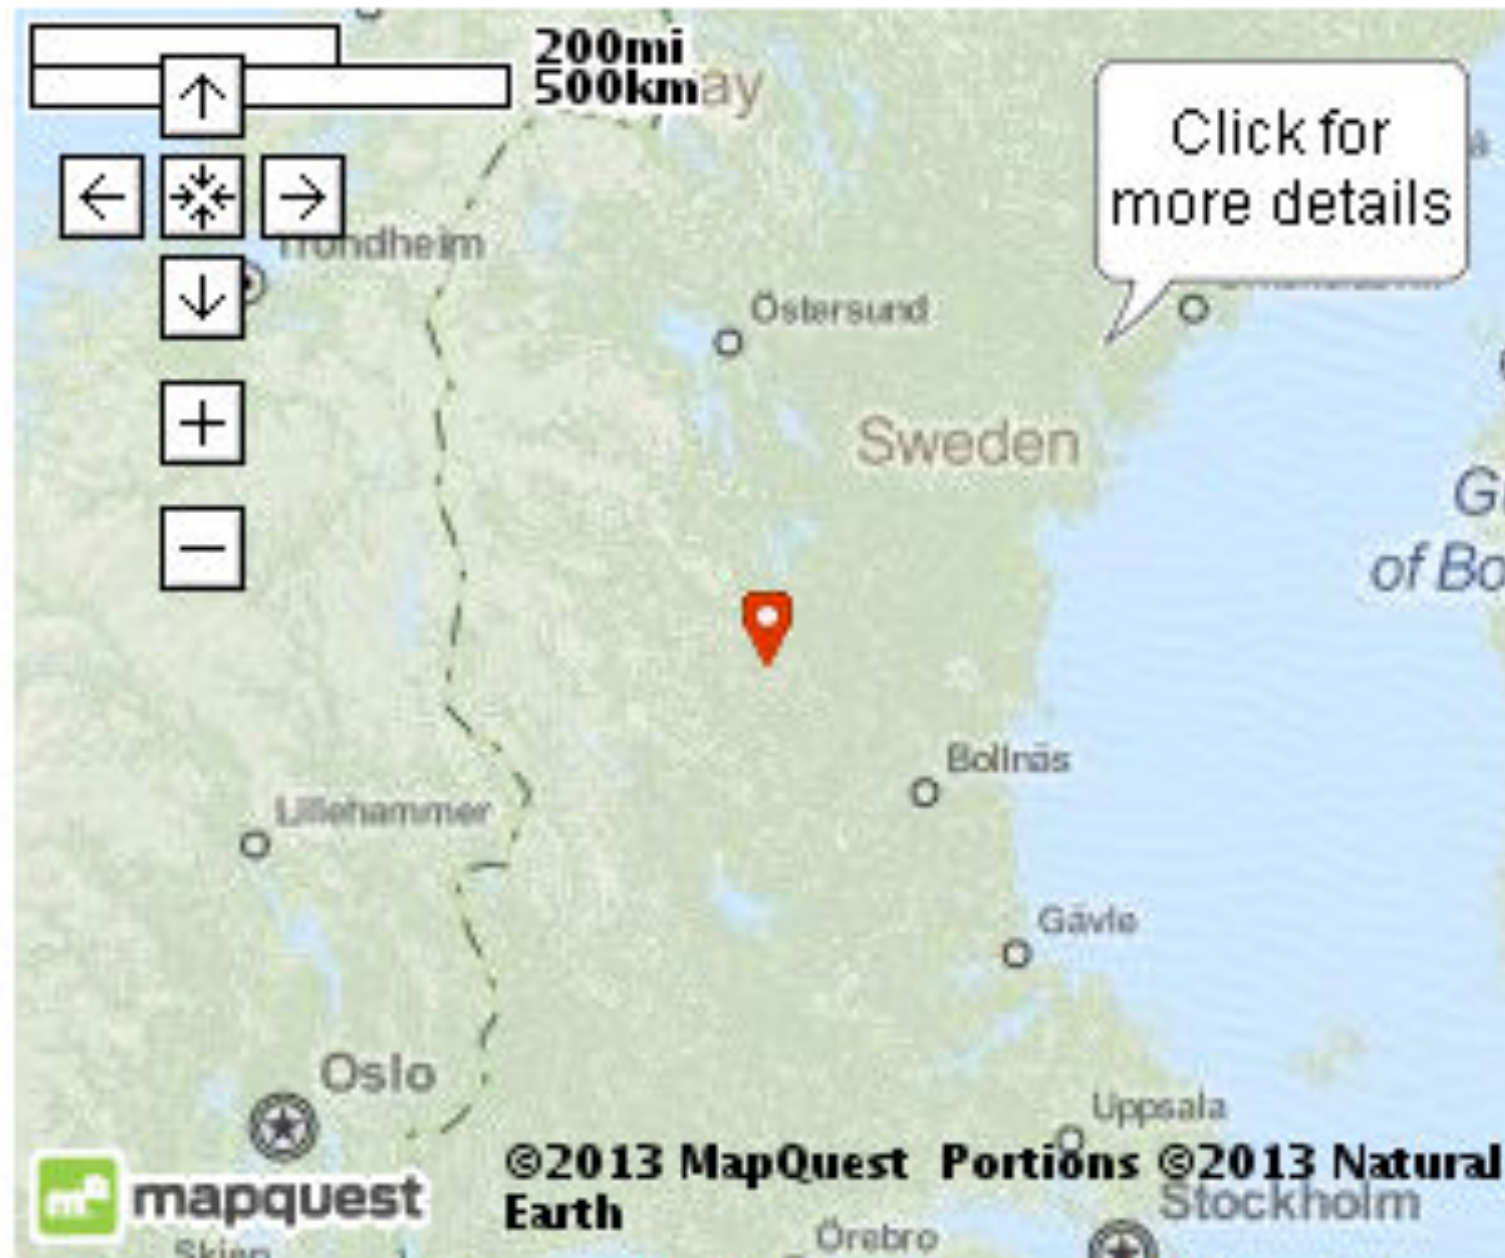 200mi
500km
Click for
more details
Trondheim
Östersund
Sweden
of Bo
Bollnäs
Lillehammer
Gävle
Oslo
Uppsala
©2013 MapQuest Portions ©2013 Natural
Earth
mapquest
Stockholm
Örebro